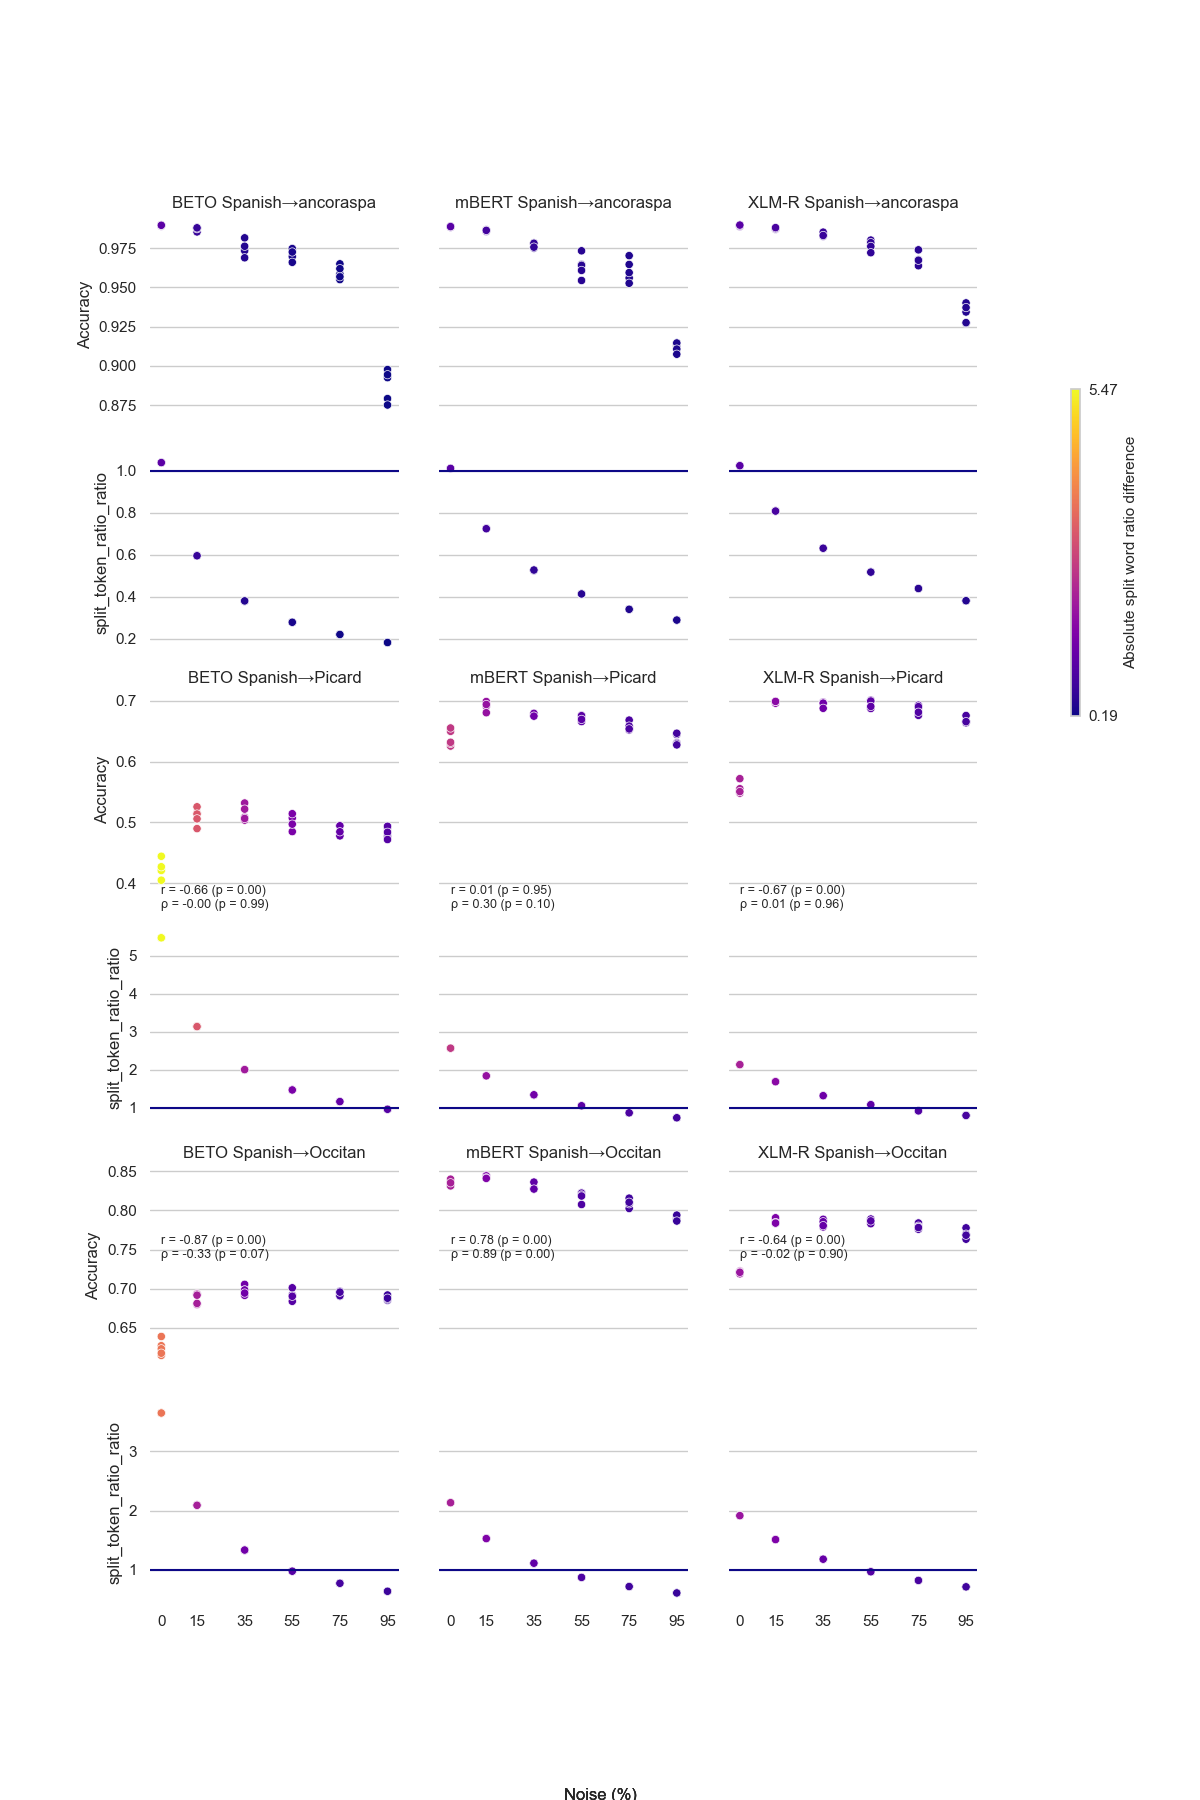 BETO Spanish→ancoraspa mBERT Spanish→ancoraspa XLM-R Spanish→ancoraspa
0.975
0.950
0.925
0.900
0.875
Accuracy
1.0
0.8
0.6
0.4
0.2
split_token_ratio_ratio
5.47
Absolute split word ratio difference
0.19
BETO Spanish→Picard mBERT Spanish→Picard XLM-R Spanish→Picard
0.7
0.6
0.5
0.4
Accuracy
r = -0.66 (p = 0.00)
ρ = -0.00 (p = 0.99)
r = 0.01 (p = 0.95)
ρ = 0.30 (p = 0.10)
r = -0.67 (p = 0.00)
ρ = 0.01 (p = 0.96)
5
4
3
2
1
split_token_ratio_ratio
BETO Spanish→Occitan mBERT Spanish→Occitan XLM-R Spanish→Occitan
0.85
0.80
0.75
0.70
0.65
Accuracy
r = -0.87 (p = 0.00)
ρ = -0.33 (p = 0.07)
r = 0.78 (p = 0.00)
ρ = 0.89 (p = 0.00)
r = -0.64 (p = 0.00)
ρ = -0.02 (p = 0.90)
3
2
1
split_token_ratio_ratio
0 15 35 55 75 95 0 15 35 55 75 95 0 15 35 55 75 95
Noise (%)